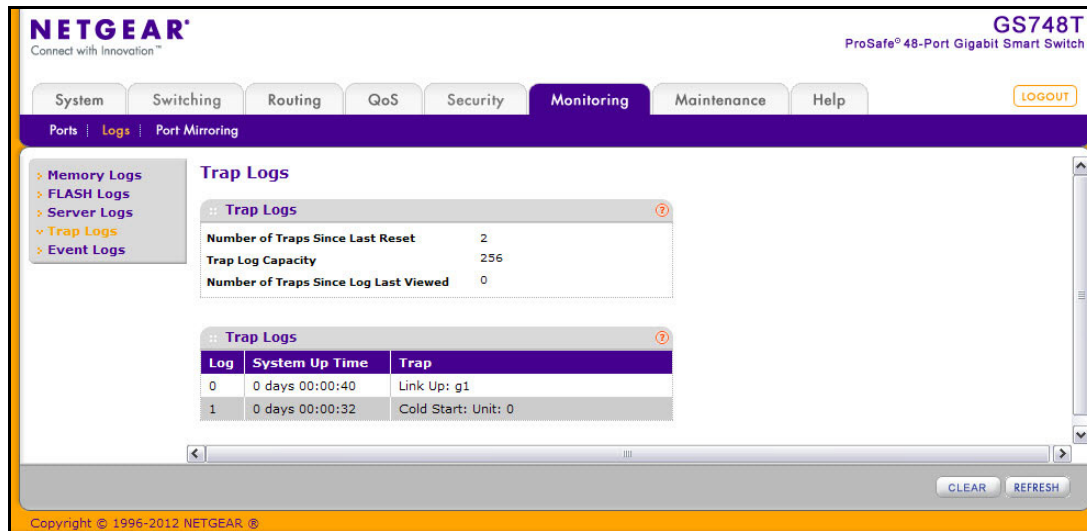 NETGEAR®
Connect with Innovation™
GS748T
ProSafe® 48-Port Gigabit Smart Switch
System Switching Routing QoS Security Monitoring Maintenance Help LOGOUT
Ports | Logs | Port Mirroring
Memory Logs
FLASH Logs
Server Logs
Trap Logs
Event Logs
Trap Logs
Trap Logs ?
Number of Traps Since Last Reset 2
Trap Log Capacity 256
Number of Traps Since Log Last Viewed 0
Trap Logs ?
Log System Up Time Trap
0 0 days 00:00:40 Link Up: g1
1 0 days 00:00:32 Cold Start: Unit: 0
CLEAR REFRESH
Copyright © 1996-2012 NETGEAR ®